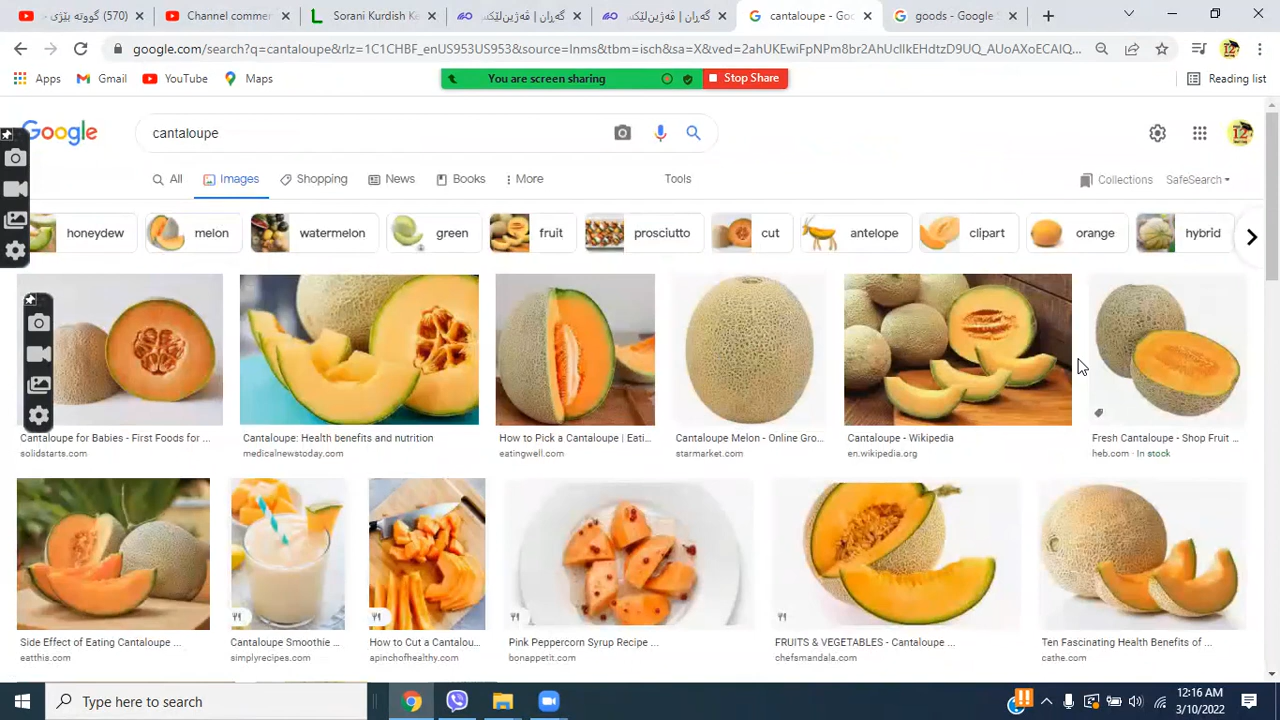 (570) گووتە بێژی
Channel commen
Sorani Kurdish Ke
گەڕان | ڤەژینلێکس
گەڕان | ڤەژینلێکس
cantaloupe - Goo
goods - Google S
google.com/search?q=cantaloupe&rlz=1C1CHBF_enUS953US953&source=lnms&tbm=isch&sa=X&ved=2ahUKEwiFpNPm8br2AhUcIIkEHdtzD9UQ_AUoAXoECAIQ...
Apps
Gmail
YouTube
Maps
You are screen sharing
Stop Share
Reading list
Google
cantaloupe
All
Images
Shopping
News
Books
More
Tools
Collections
SafeSearch
honeydew
melon
watermelon
green
fruit
prosciutto
cut
antelope
clipart
orange
hybrid
Cantaloupe for Babies - First Foods for ...
solidstarts.com
Cantaloupe: Health benefits and nutrition
medicalnewstoday.com
How to Pick a Cantaloupe | Eati...
eatingwell.com
Cantaloupe Melon - Online Gro...
starmarket.com
Cantaloupe - Wikipedia
en.wikipedia.org
Fresh Cantaloupe - Shop Fruit ...
heb.com · In stock
Side Effect of Eating Cantaloupe ...
eatthis.com
Cantaloupe Smoothie ...
simplyrecipes.com
How to Cut a Cantalou...
apinchofhealthy.com
Pink Peppercorn Syrup Recipe ...
bonappetit.com
FRUITS & VEGETABLES - Cantaloupe ...
chefsmandala.com
Ten Fascinating Health Benefits of ...
cathe.com
Type here to search
12:16 AM
3/10/2022